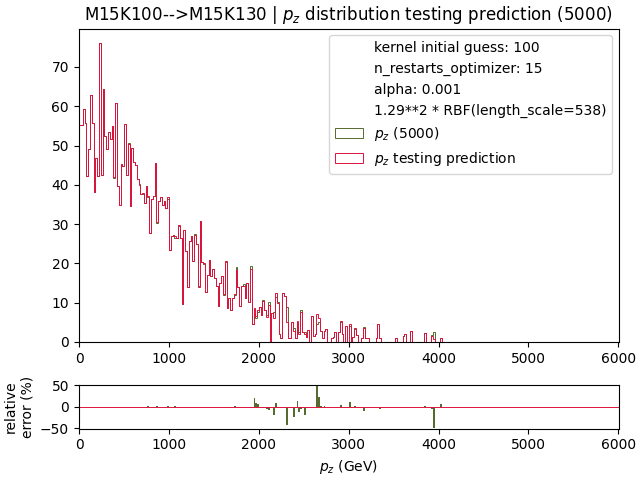 M15K100-->M15K130 | p_z distribution testing prediction (5000)
kernel initial guess: 100
n_restarts_optimizer: 15
alpha: 0.001
1.29**2 * RBF(length_scale=538)
p_z (5000)
p_z testing prediction
70
60
50
40
30
20
10
0
0 1000 2000 3000 4000 5000 6000
relative
error (%)
50
0
−50
0 1000 2000 3000 4000 5000 6000
p_z (GeV)